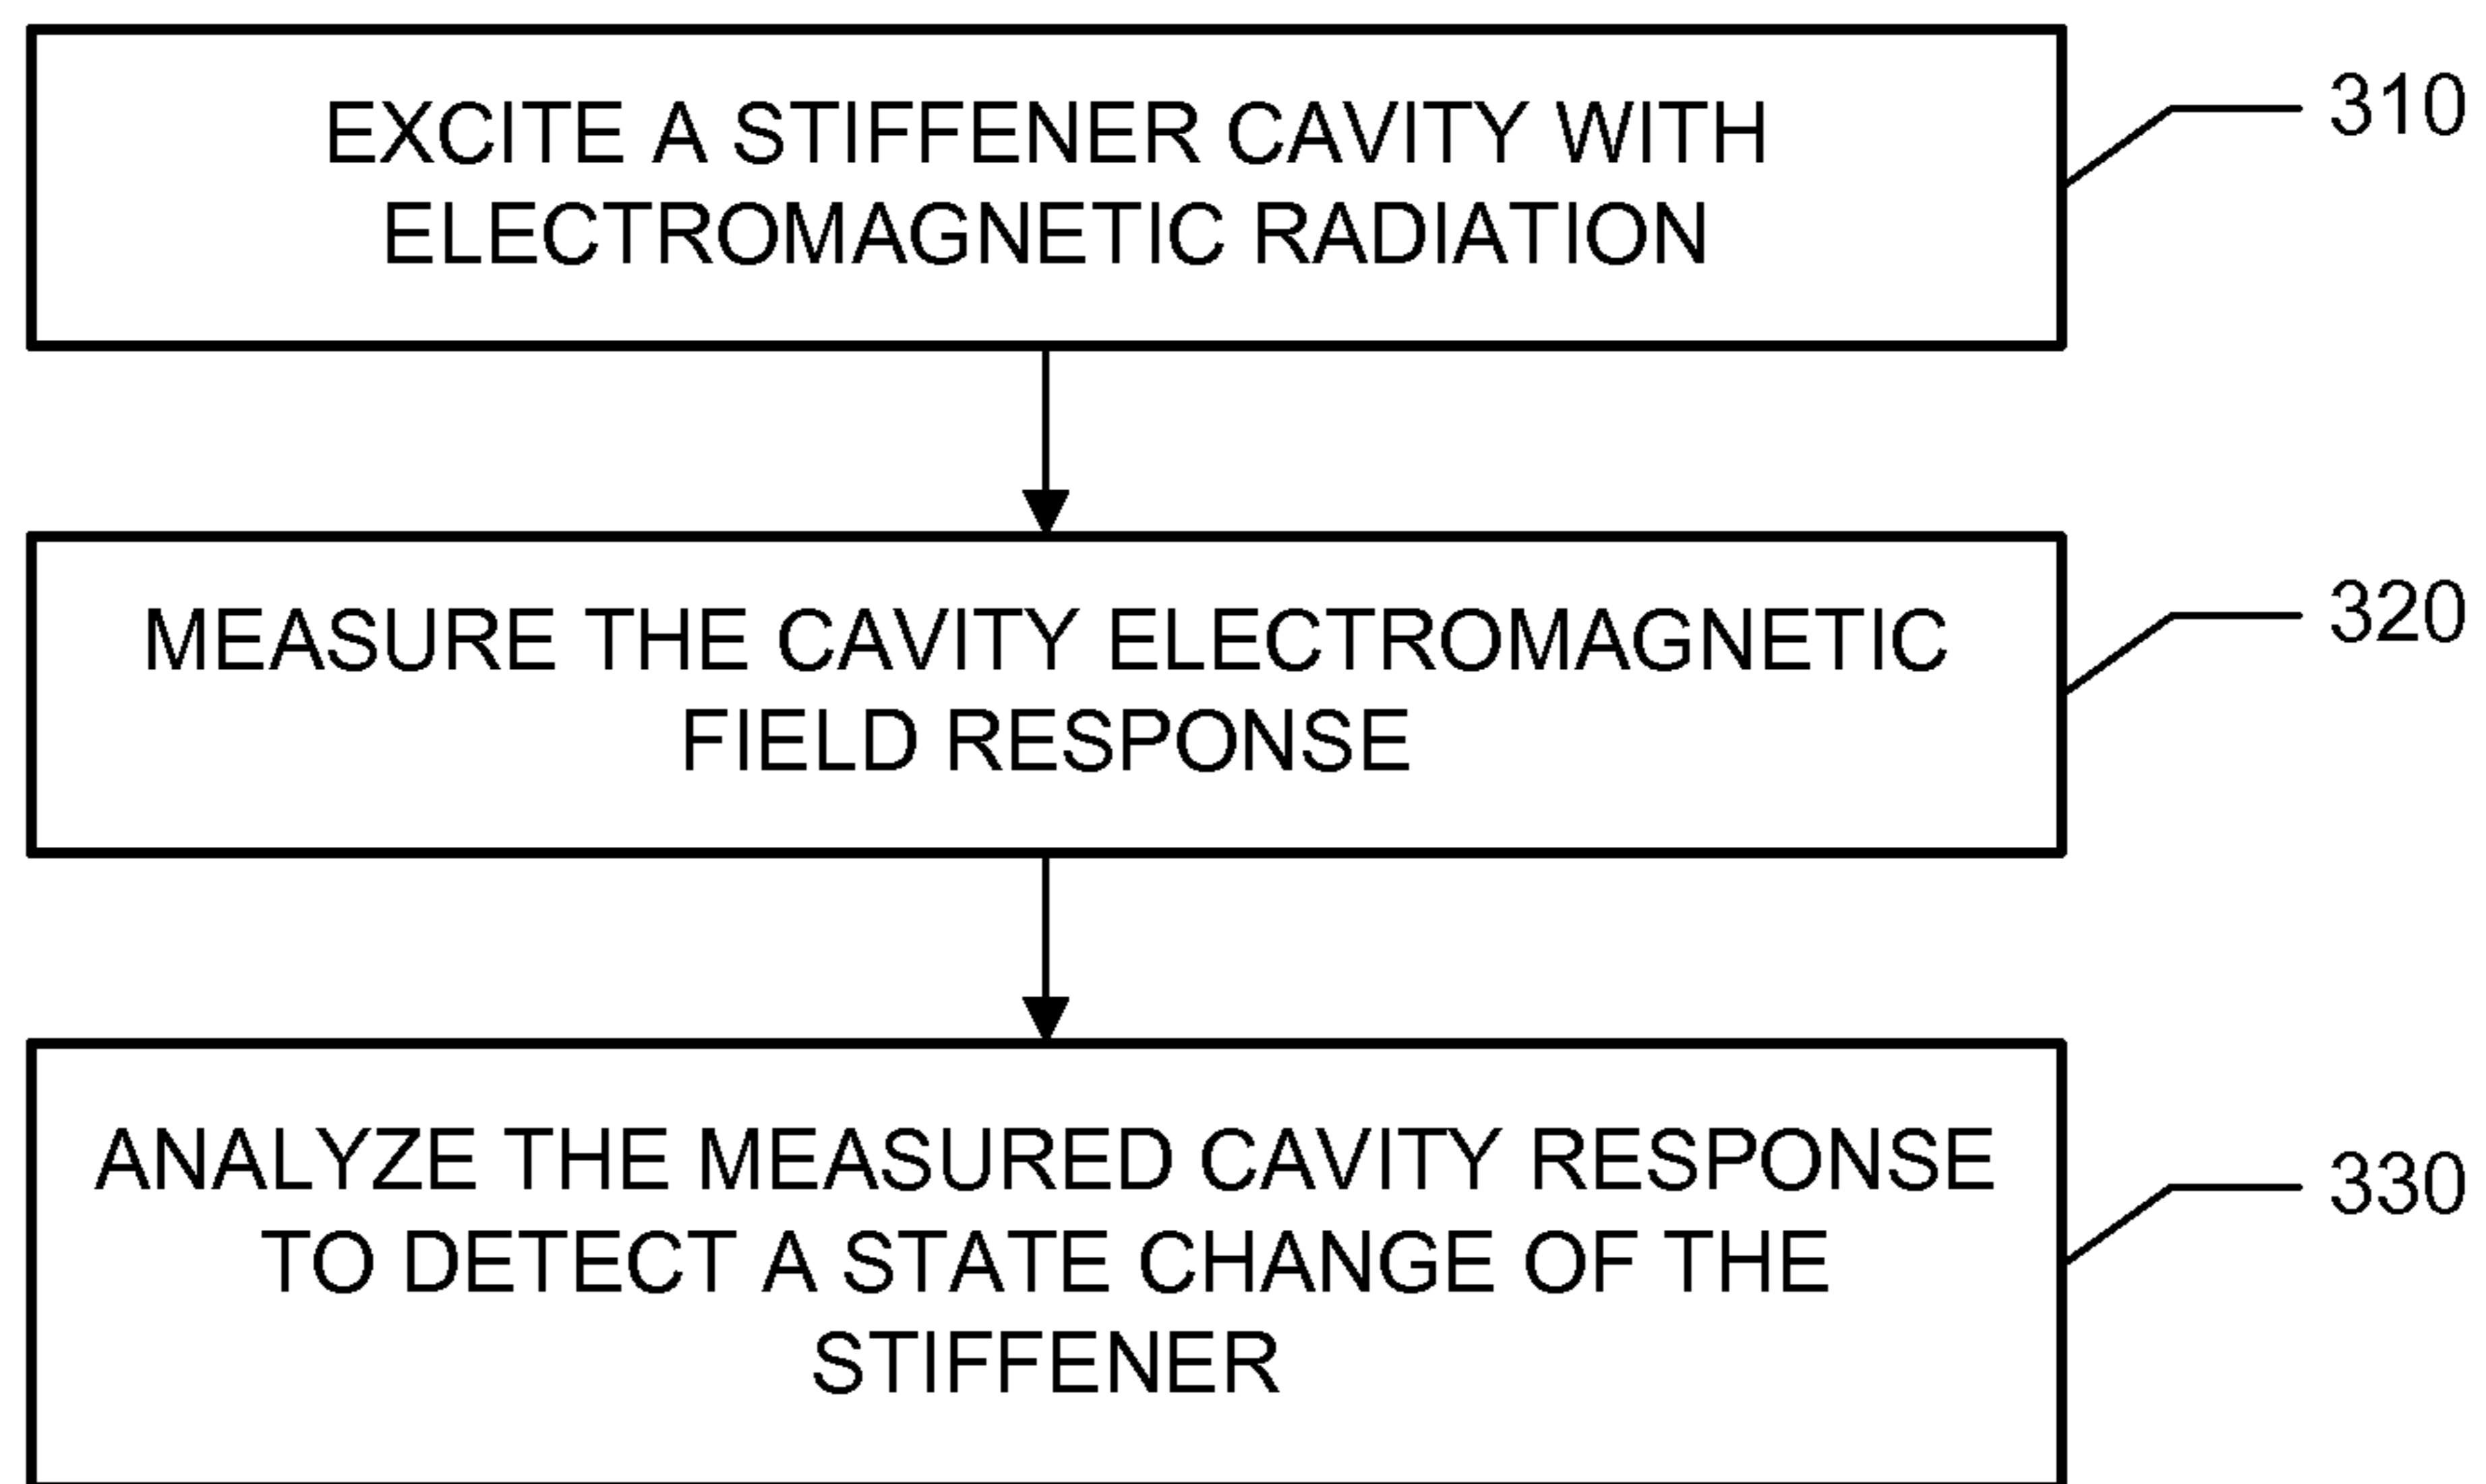 EXCITE A STIFFENER CAVITY WITH
ELECTROMAGNETIC RADIATION
310
MEASURE THE CAVITY ELECTROMAGNETIC
FIELD RESPONSE
320
ANALYZE THE MEASURED CAVITY RESPONSE
TO DETECT A STATE CHANGE OF THE
STIFFENER
330